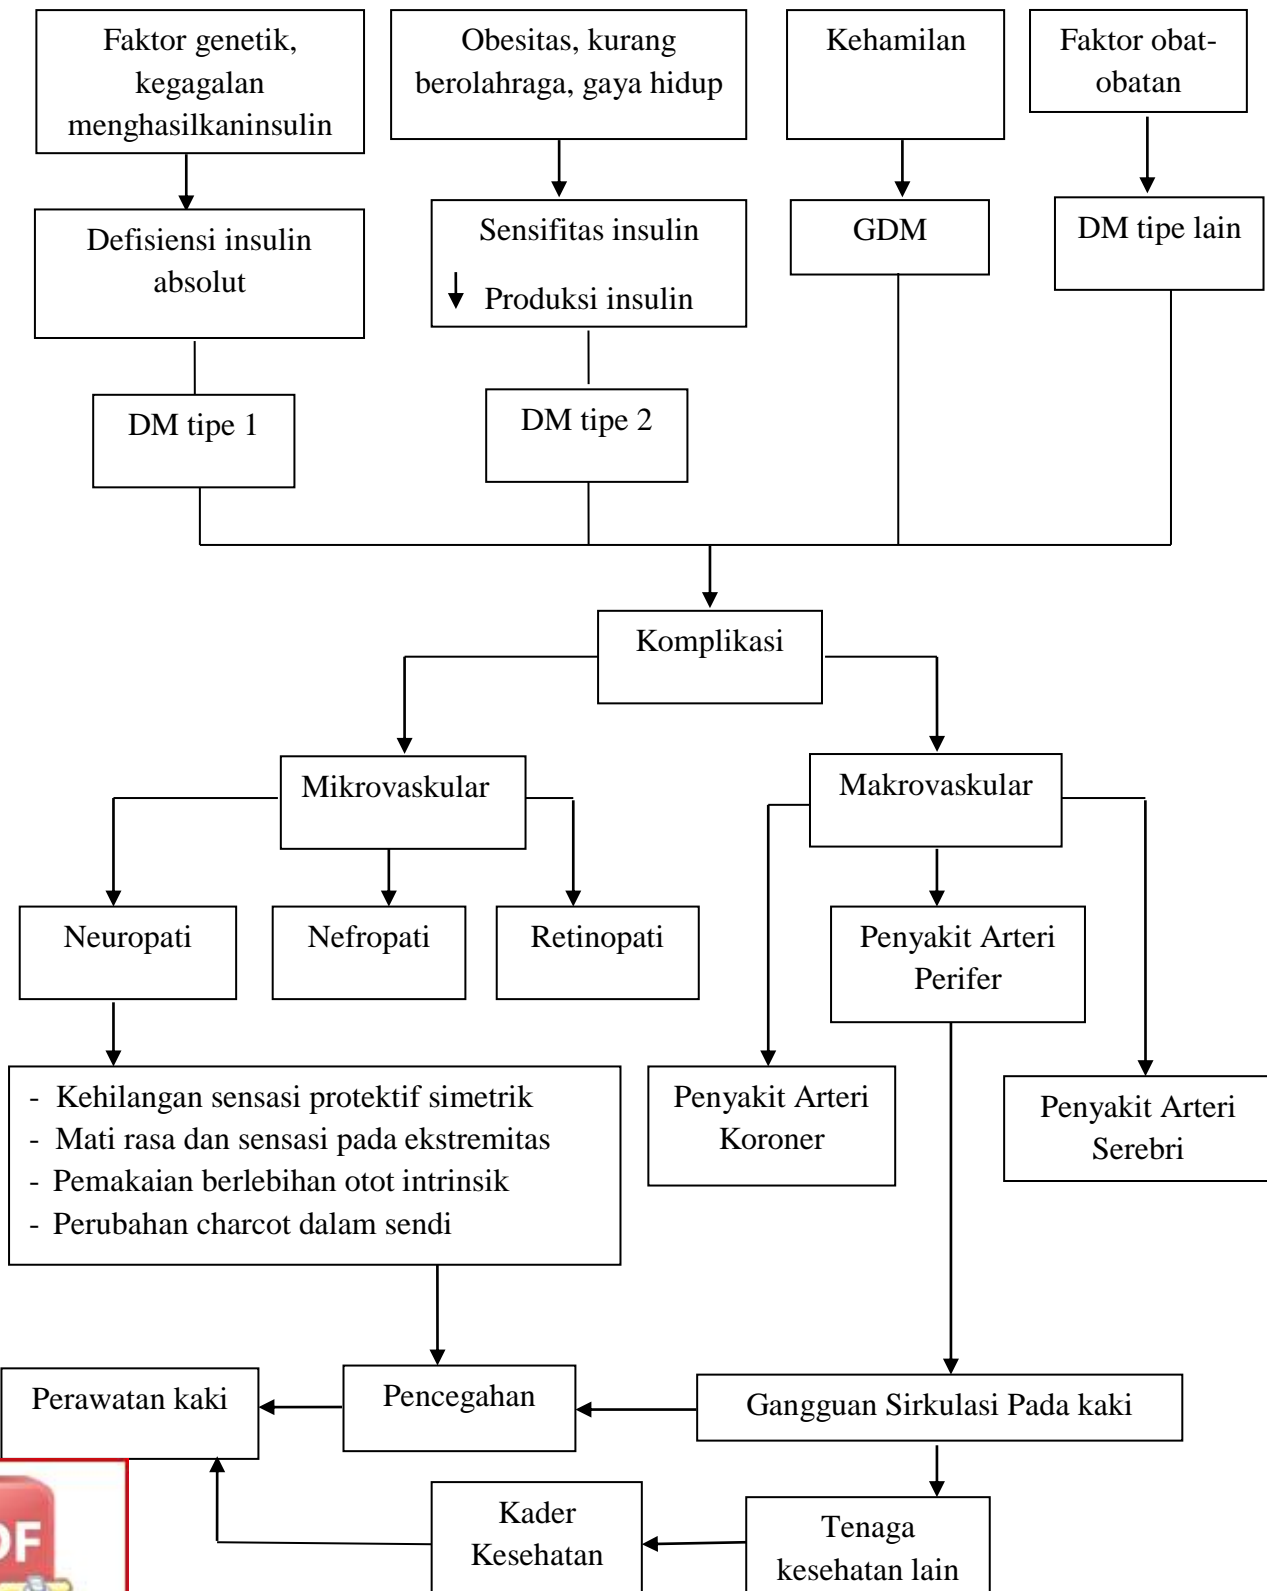 Faktor genetik,
kegagalan
menghasilkaninsulin
Obesitas, kurang
berolahraga, gaya hidup
Kehamilan
Faktor obat-
obatan
Defisiensi insulin
absolut
Sensifitas insulin
Produksi insulin
GDM
DM tipe lain
DM tipe 1
DM tipe 2
Komplikasi
Mikrovaskular
Makrovaskular
Neuropati
Nefropati
Retinopati
Penyakit Arteri
Perifer
- Kehilangan sensasi protektif simetrik
- Mati rasa dan sensasi pada ekstremitas
- Pemakaian berlebihan otot intrinsik
- Perubahan charcot dalam sendi
Penyakit Arteri
Koroner
Penyakit Arteri
Serebri
Perawatan kaki
Pencegahan
Gangguan Sirkulasi Pada kaki
Kader
Kesehatan
Tenaga
kesehatan lain